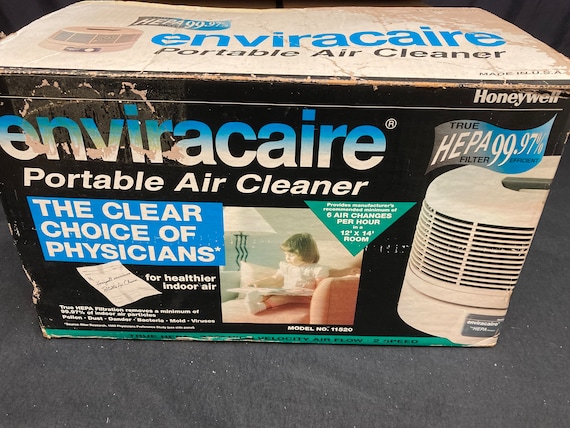 HEPA 99.97%
enviracaire
Portable Air Cleaner
MADE IN U.S.A.
Honeywell
enviracaire®
Portable Air Cleaner
TRUE
HEPA 99.97%
FILTER EFFICIENT
THE CLEAR
CHOICE OF
PHYSICIANS*
for healthier
indoor air
Provides manufacturer's
recommended minimum of
6 AIR CHANGES
PER HOUR
in a
12' x 14'
ROOM
True HEPA Filtration removes a minimum of
99.97% of indoor air particles
Pollen • Dust • Dander • Bacteria • Mold • Viruses
MODEL NO. 11520
enviracaire
HEPA
TRUE
VELOCITY AIR FLOW
2 SPEED